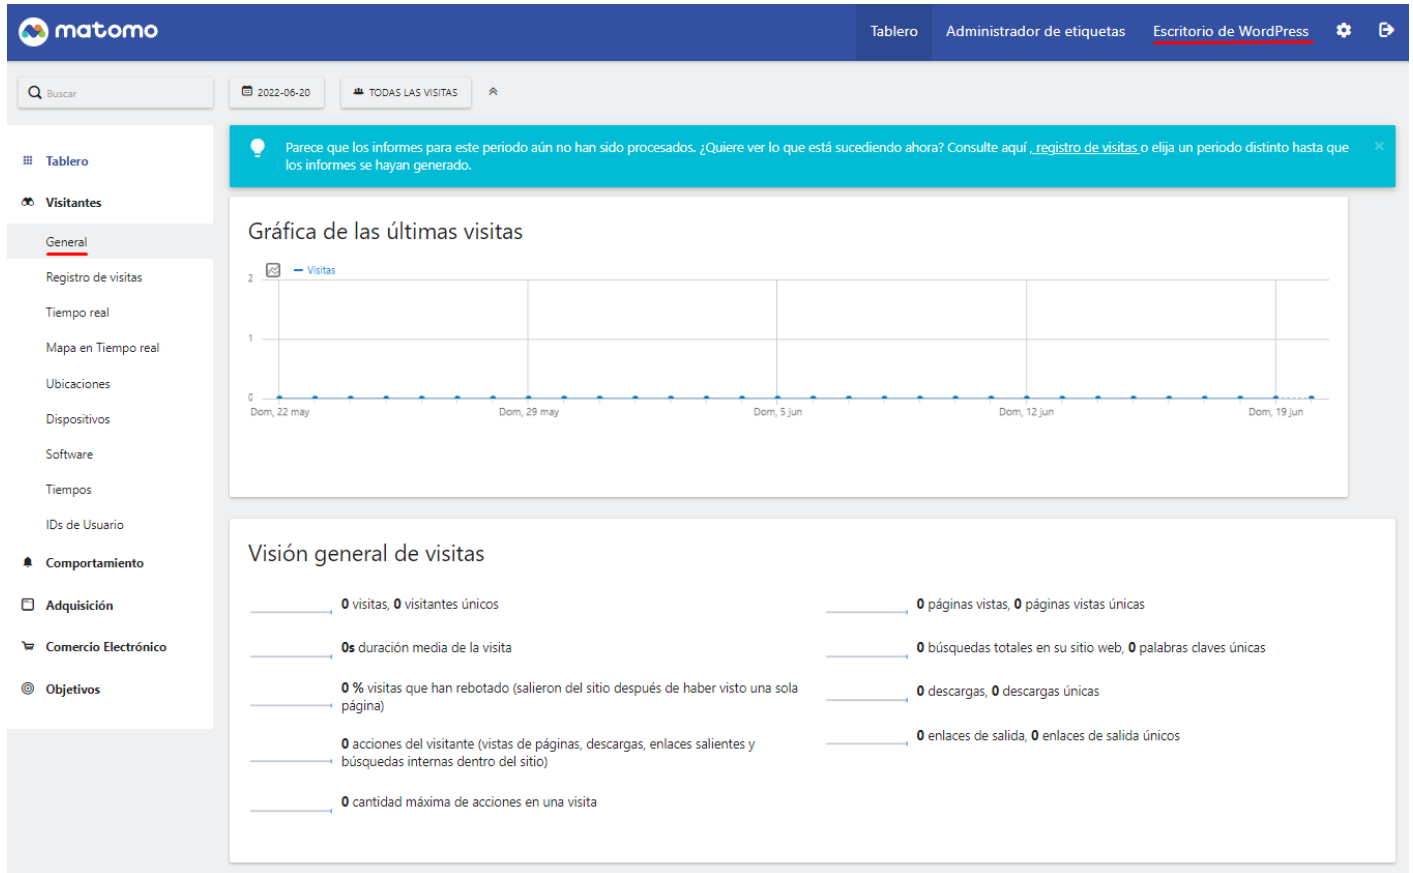 matomo
Tablero
Administrador de etiquetas
Escritorio de WordPress
Buscar
2022-06-20
TODAS LAS VISITAS
Tablero
Visitantes
General
Registro de visitas
Tiempo real
Mapa en Tiempo real
Ubicaciones
Dispositivos
Software
Tiempos
IDs de Usuario
Comportamiento
Adquisición
Comercio Electrónico
Objetivos
Parece que los informes para este periodo aún no han sido procesados. ¿Quiere ver lo que está sucediendo ahora? Consulte aquí , registro de visitas o elija un periodo distinto hasta que
los informes se hayan generado.
Gráfica de las últimas visitas
Visitas
2
1
0
Dom, 22 may
Dom, 29 may
Dom, 5 jun
Dom, 12 jun
Dom, 19 jun
Visión general de visitas
0 visitas, 0 visitantes únicos
0s duración media de la visita
0 % visitas que han rebotado (salieron del sitio después de haber visto una sola
página)
0 acciones del visitante (vistas de páginas, descargas, enlaces salientes y
búsquedas internas dentro del sitio)
0 cantidad máxima de acciones en una visita
0 páginas vistas, 0 páginas vistas únicas
0 búsquedas totales en su sitio web, 0 palabras claves únicas
0 descargas, 0 descargas únicas
0 enlaces de salida, 0 enlaces de salida únicos